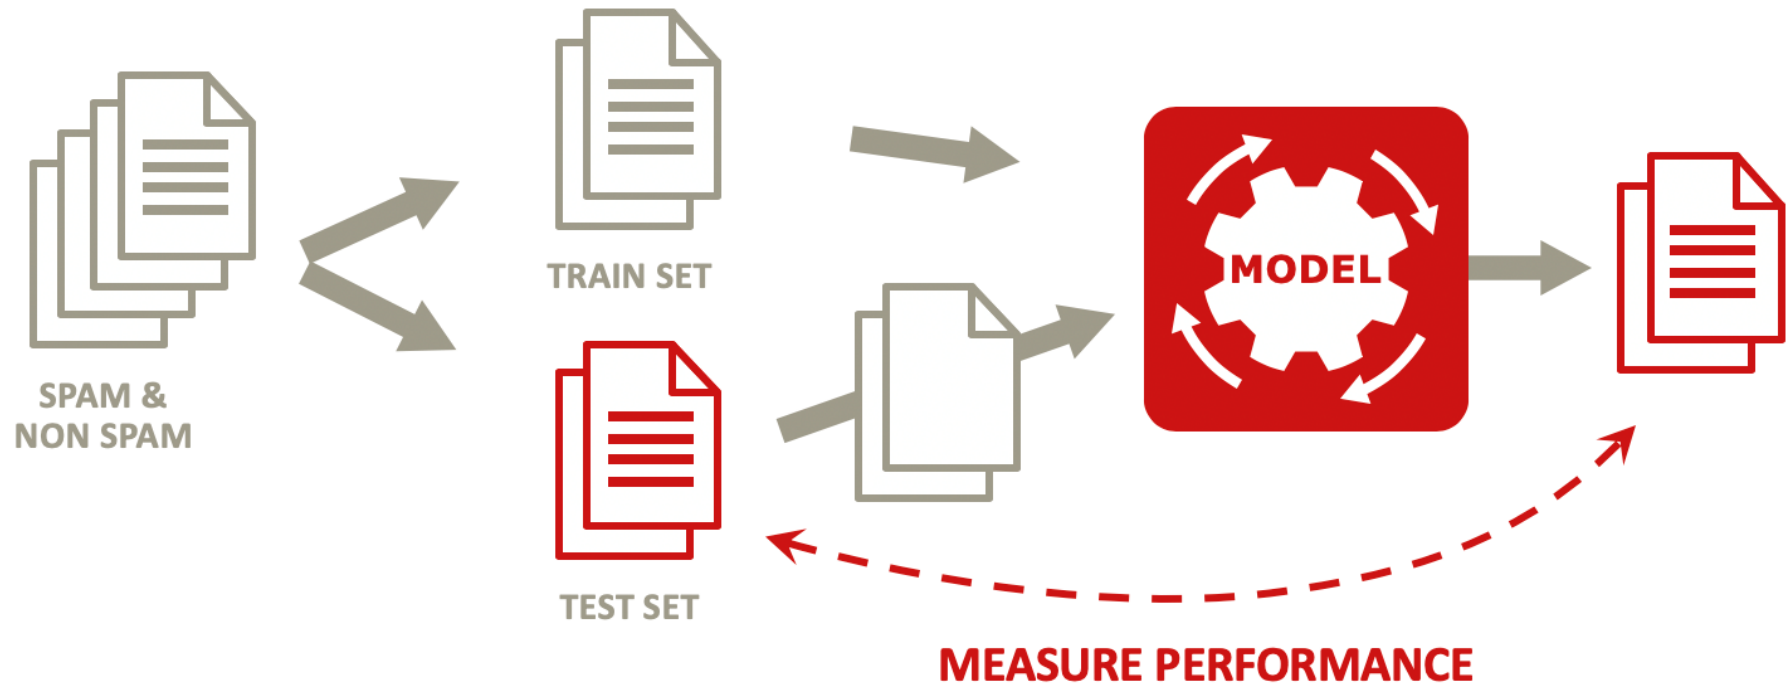 SPAM &
NON SPAM
TRAIN SET
TEST SET
MODEL
MEASURE PERFORMANCE